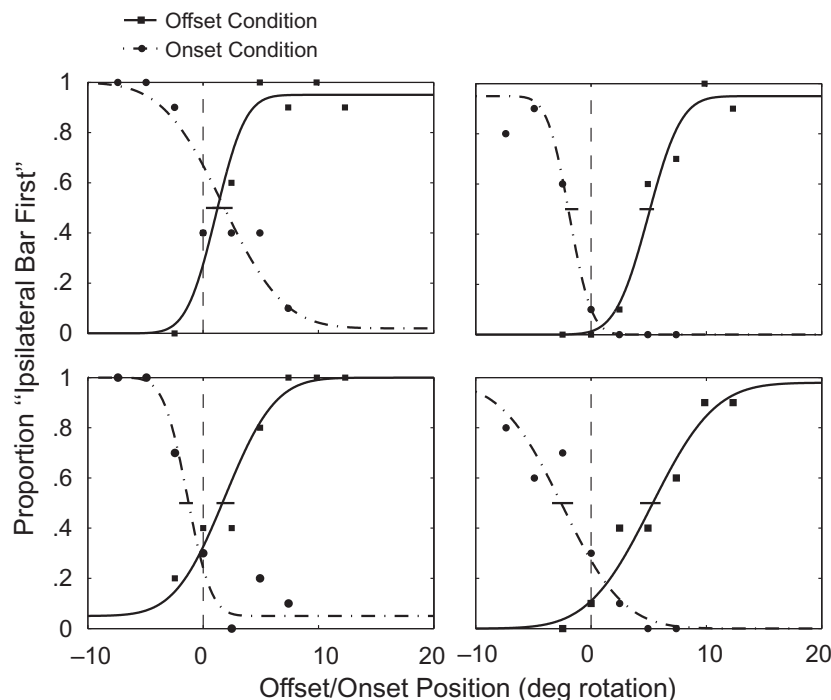 Offset Condition
Onset Condition
1
.8
.6
.4
.2
0
1
.8
.6
.4
.2
0
–10 0 10 20 –10 0 10 20
Proportion “Ipsilateral Bar First”
Offset/Onset Position (deg rotation)